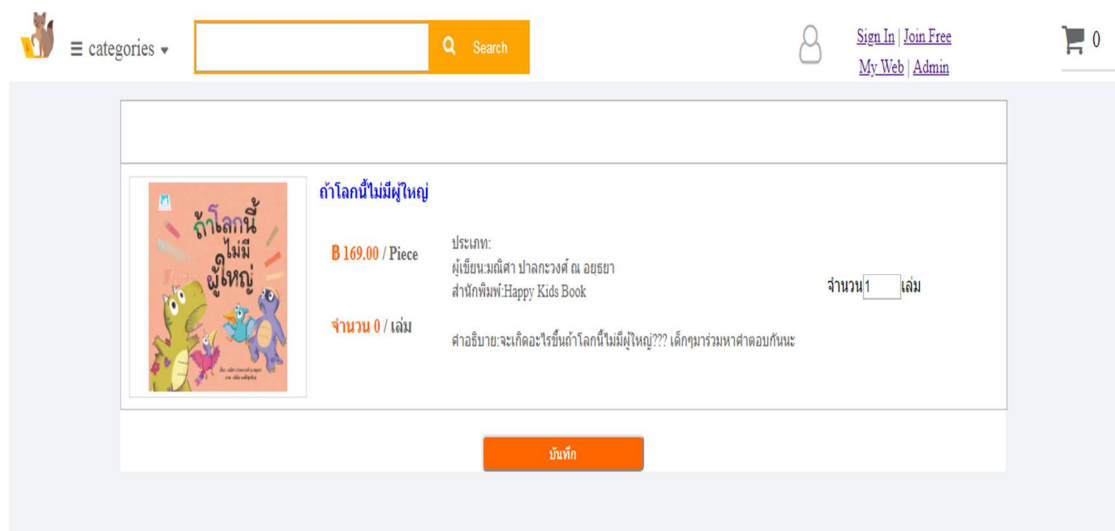 categories
Search
Sign In | Join Free
My Web | Admin
0
ถ้าโลกนี้ไม่มีผู้ใหญ่
ถ้าโลกนี้
ไม่มี
ผู้ใหญ่
฿ 169.00 / Piece
จำนวน 0 / เล่ม
ประเภท:
ผู้เขียน:มณิศา ปาลกะวงศ์ ณ อยุธยา
สำนักพิมพ์:Happy Kids Book
คำอธิบาย:จะเกิดอะไรขึ้นถ้าโลกนี้ไม่มีผู้ใหญ่??? เด็กๆมาร่วมหาคำตอบกันนะ
จำนวน 1 เล่ม
บันทึก